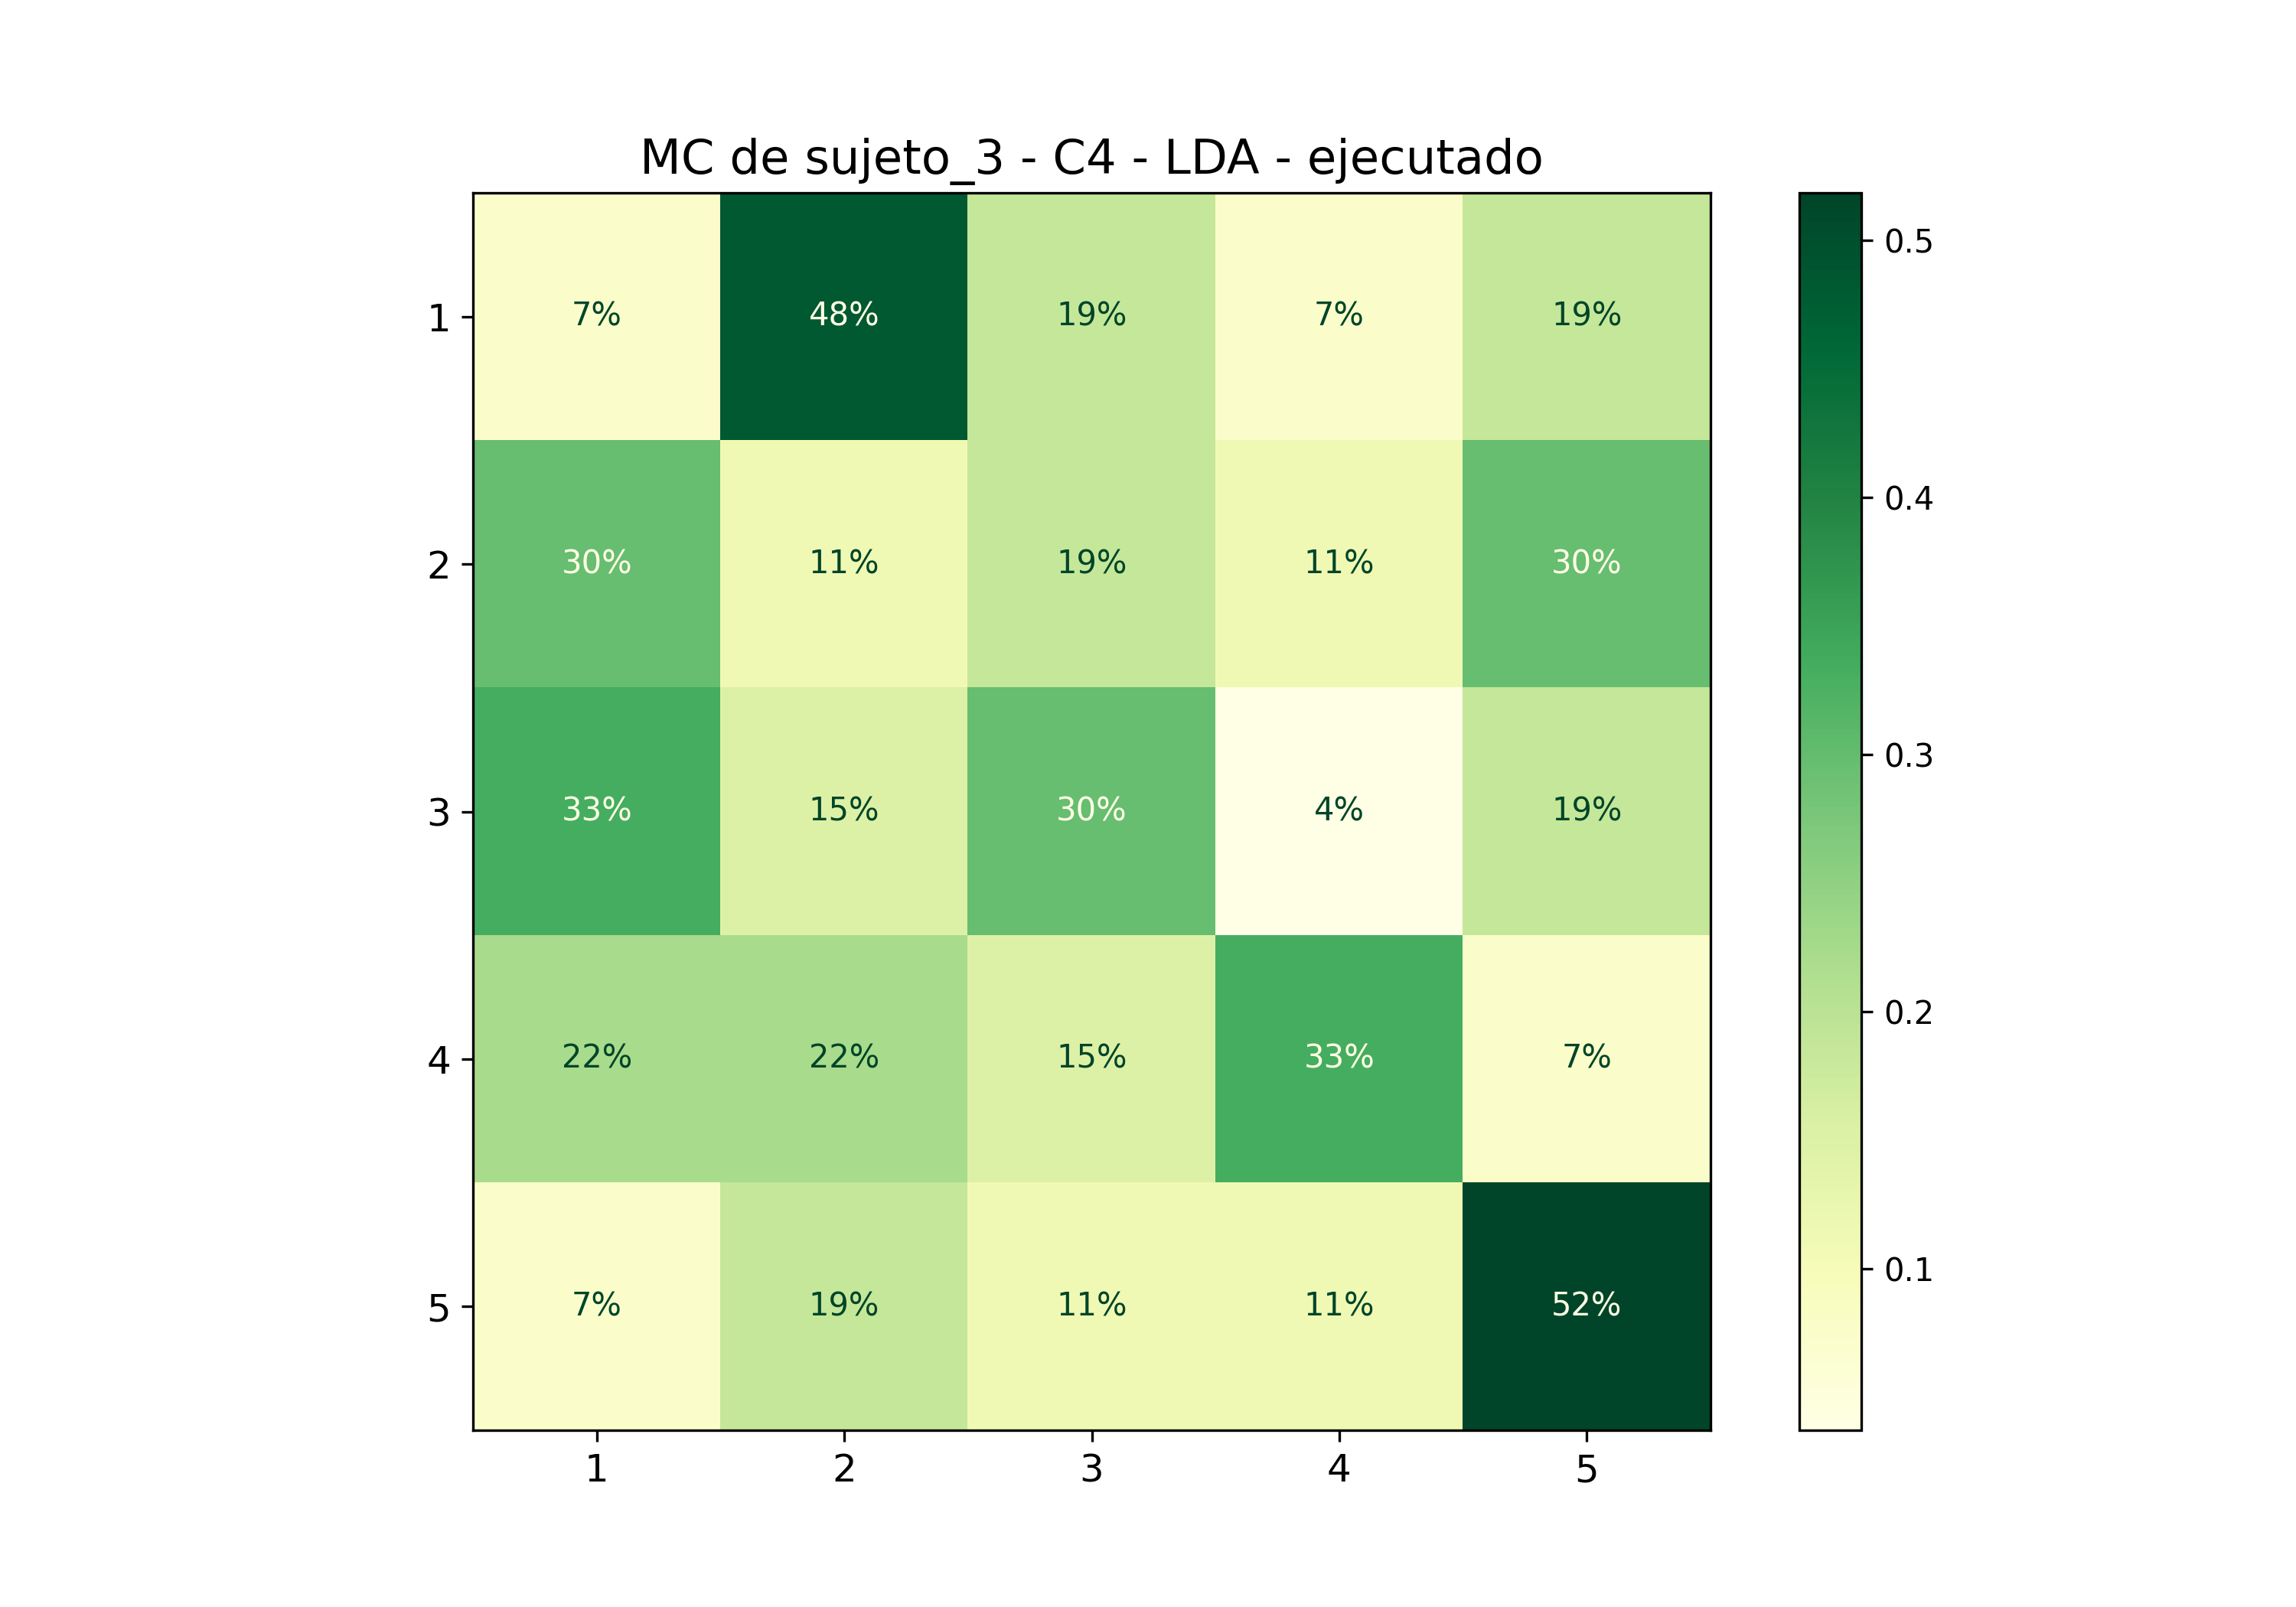 MC de sujeto_3 - C4 - LDA - ejecutado
1 7% 48% 19% 7% 19%
2 30% 11% 19% 11% 30%
3 33% 15% 30% 4% 19%
4 22% 22% 15% 33% 7%
5 7% 19% 11% 11% 52%
1 2 3 4 5
0.5
0.4
0.3
0.2
0.1